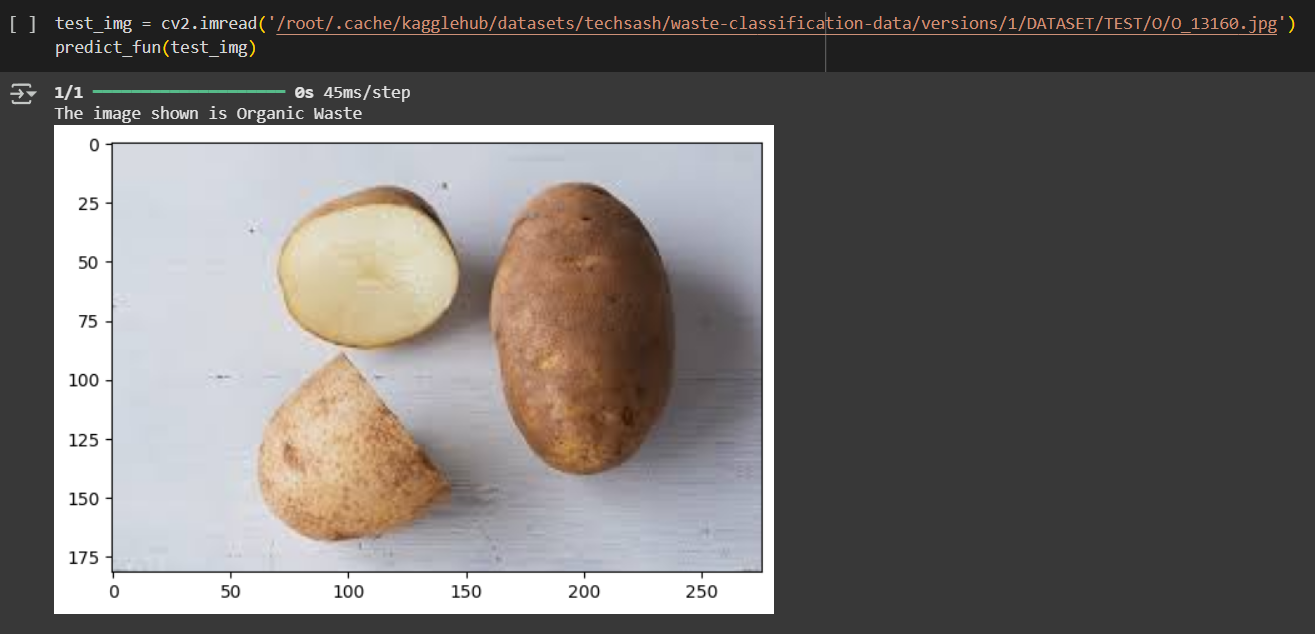 [ ] test_img = cv2.imread('/root/.cache/kagglehub/datasets/techsash/waste-classification-data/versions/1/DATASET/TEST/O/O_13160.jpg')
predict_fun(test_img)
1/1 ━━━━━━━━━━━━━━━━━━━━ 0s 45ms/step
The image shown is Organic Waste
0
25
50
75
100
125
150
175
0 50 100 150 200 250